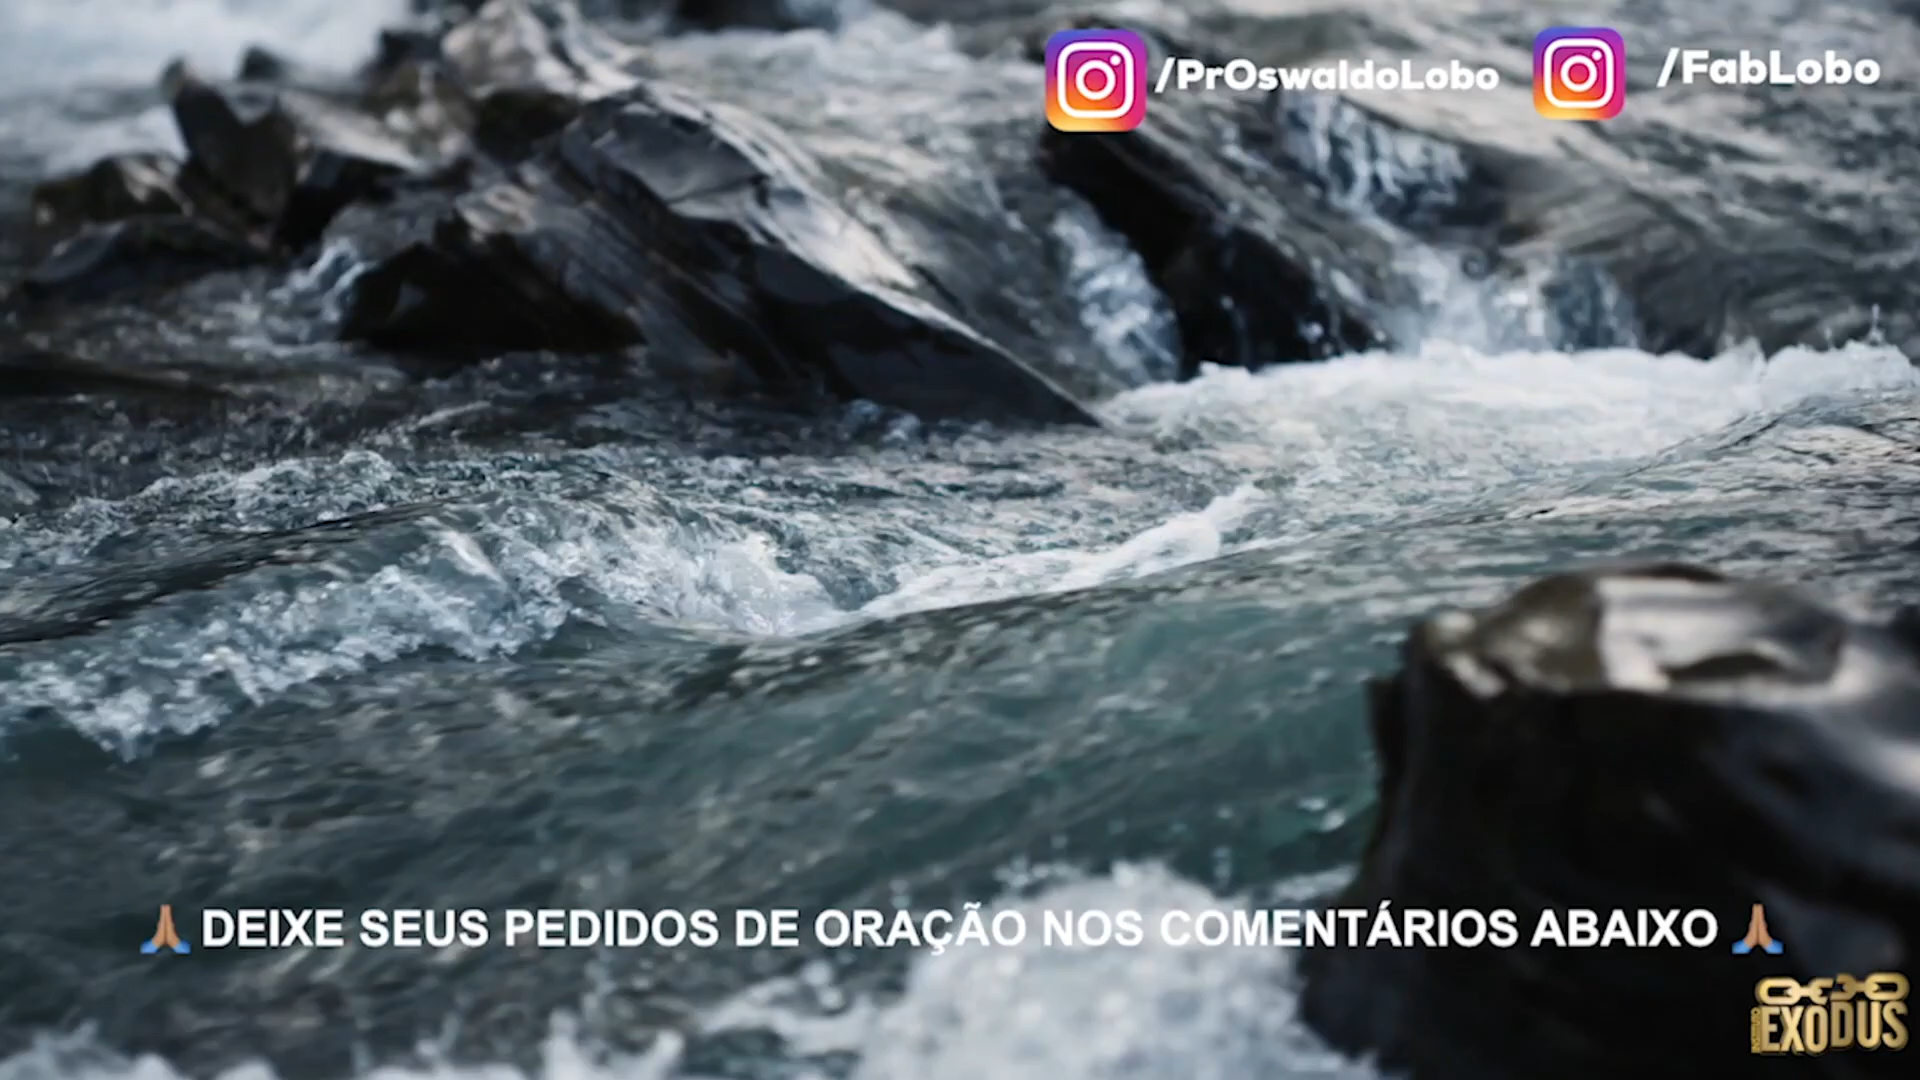 /PrOswaldoLobo
/FabLobo
🙏🏽 DEIXE SEUS PEDIDOS DE ORAÇÃO NOS COMENTÁRIOS ABAIXO 🙏🏽
EXODUS